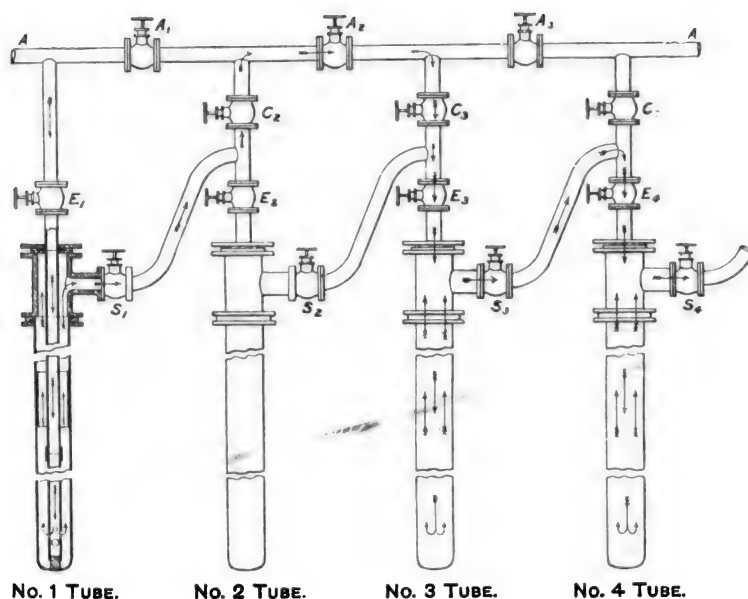 A A₁ A₂ A₃ A
C₂ C₃ C
E₁ E₂ E₃ E₄
S₁ S₂ S₃ S₄
No. 1 TUBE. No. 2 TUBE. No. 3 TUBE. No. 4 TUBE.